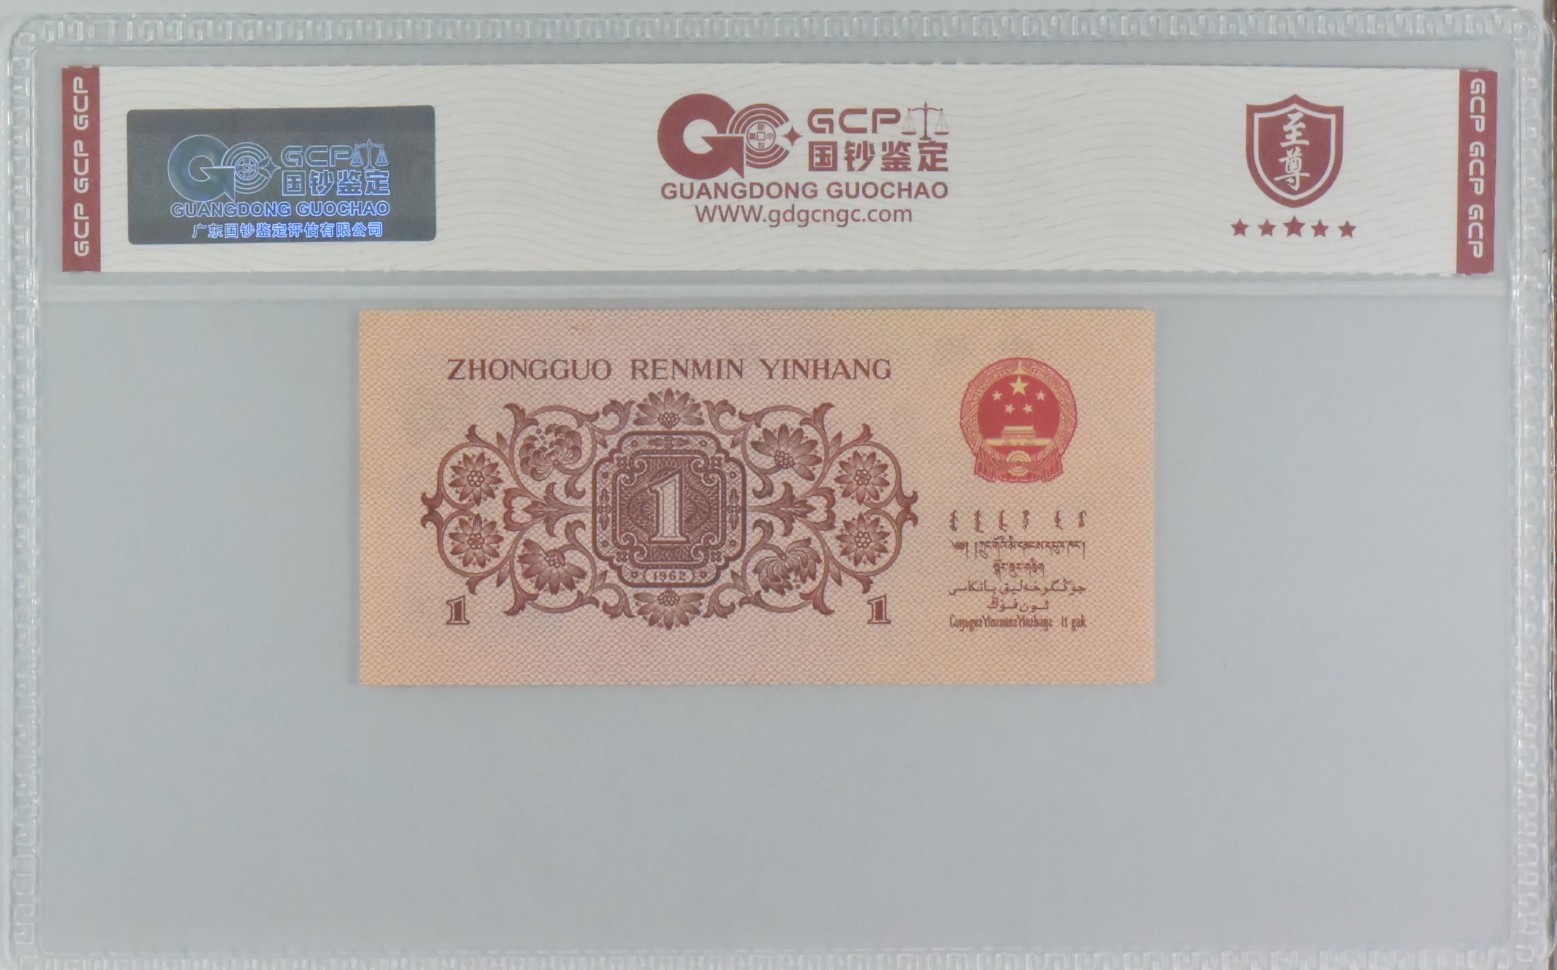 GCP GCP GCP
GCP
国钞鉴定
GUANGDONG GUOCHAO
广东国钞鉴定评估有限公司
GCP
国钞鉴定
GUANGDONG GUOCHAO
WWW.gdgcngc.com
至尊
GCP GCP GCP
ZHONGGUO RENMIN YINHANG
1
1962
1
1
جوڭگوخەلىق بانكاسى